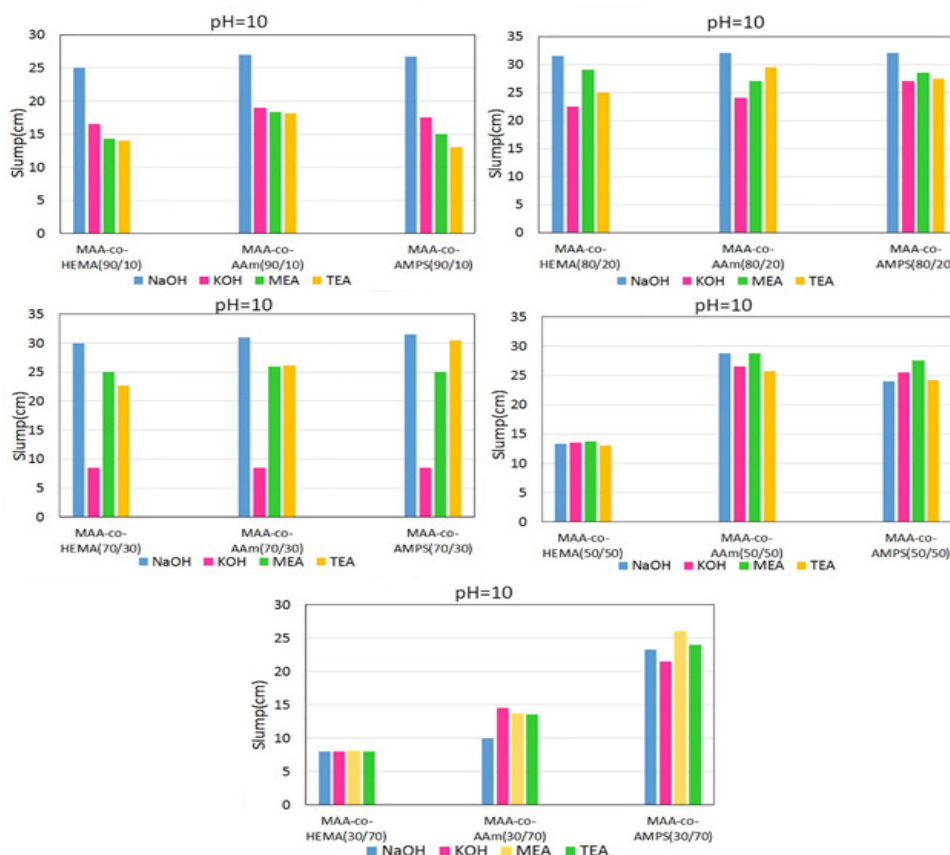 pH=10
Slump(cm)
30
25
20
15
10
5
0
MAA-co-
HEMA(90/10)
MAA-co-
AAm(90/10)
MAA-co-
AMPS(90/10)
NaOH KOH MEA TEA
pH=10
Slump(cm)
35
30
25
20
15
10
5
0
MAA-co-
HEMA(80/20)
MAA-co-
AAm(80/20)
MAA-co-
AMPS(80/20)
NaOH KOH MEA TEA
pH=10
Slump(cm)
35
30
25
20
15
10
5
0
MAA-co-
HEMA(70/30)
MAA-co-
AAm(70/30)
MAA-co-
AMPS(70/30)
NaOH KOH MEA TEA
pH=10
Slump(cm)
35
30
25
20
15
10
5
0
MAA-co-
HEMA(50/50)
MAA-co-
AAm(50/50)
MAA-co-
AMPS(50/50)
NaOH KOH MEA TEA
pH=10
Slump(cm)
30
25
20
15
10
5
0
MAA-co-
HEMA(30/70)
MAA-co-
AAm(30/70)
MAA-co-
AMPS(30/70)
NaOH KOH MEA TEA